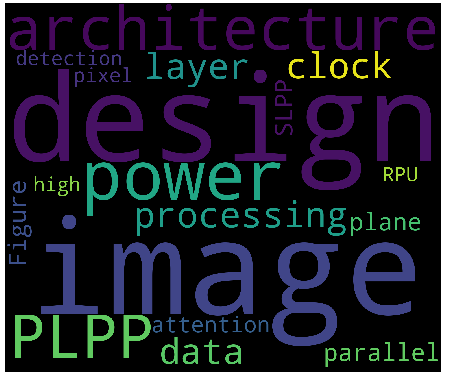 architecture
detection
pixel
layer
clock
design
SLPP
power
RPU
high
Figure
processing
plane
image
PLPP
attention
data
parallel